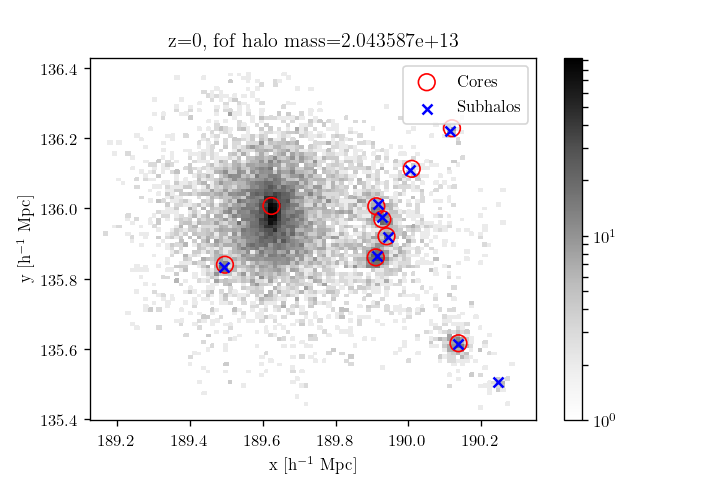 z=0, fof halo mass=2.043587e+13
Cores
Subhalos
136.4
136.2
136.0
135.8
135.6
135.4
y [h⁻¹ Mpc]
189.2 189.4 189.6 189.8 190.0 190.2
x [h⁻¹ Mpc]
10¹
10⁰